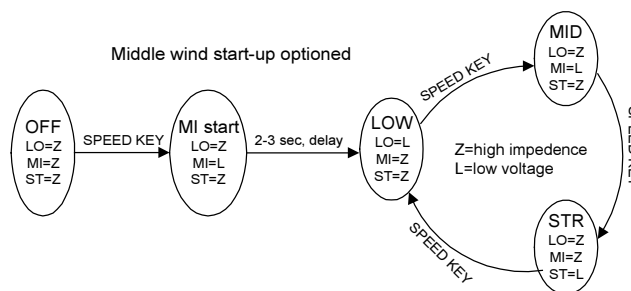 Middle wind start-up optioned
OFF
LO=Z
MI=Z
ST=Z
SPEED KEY
MI start
LO=Z
MI=L
ST=Z
2-3 sec, delay
LOW
LO=L
MI=Z
ST=Z
SPEED KEY
MID
LO=Z
MI=L
ST=Z
Z=high impedence
L=low voltage
STR
LO=Z
MI=Z
ST=L
SPEED KEY